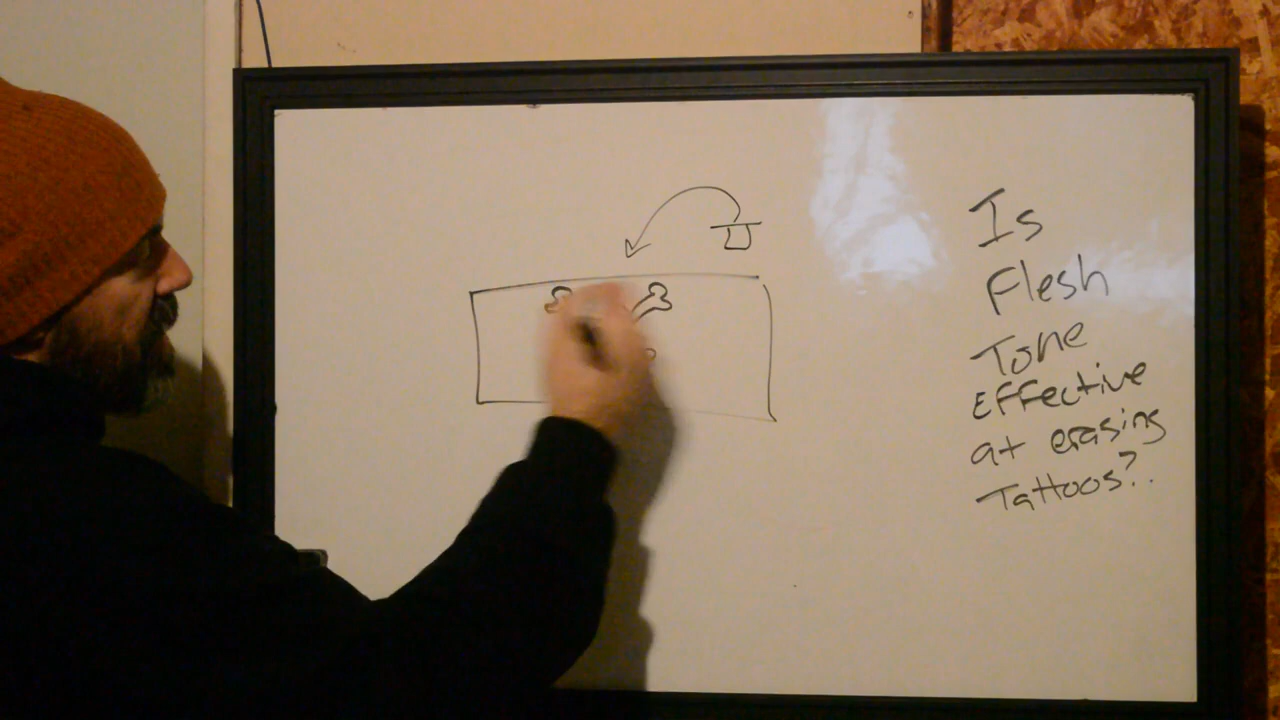 Is
Flesh
Tone
Effective
at erasing
Tattoos?.